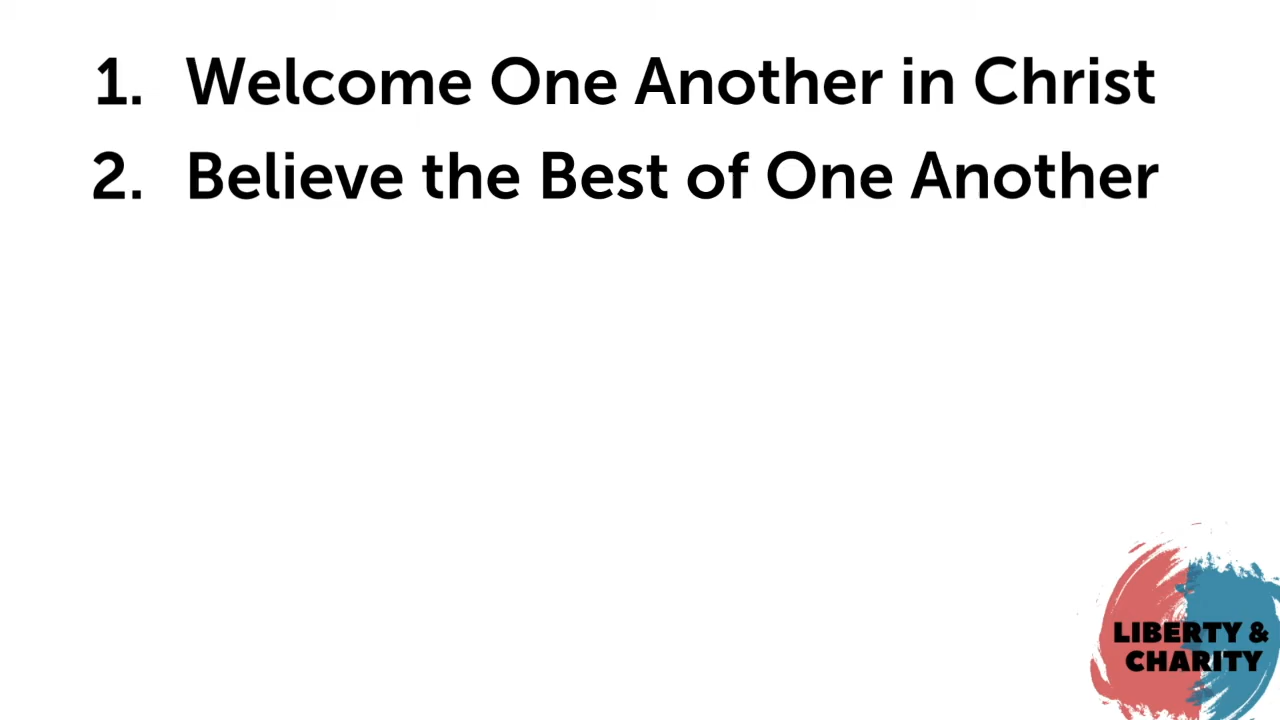 1. Welcome One Another in Christ
2. Believe the Best of One Another
LIBERTY &
CHARITY